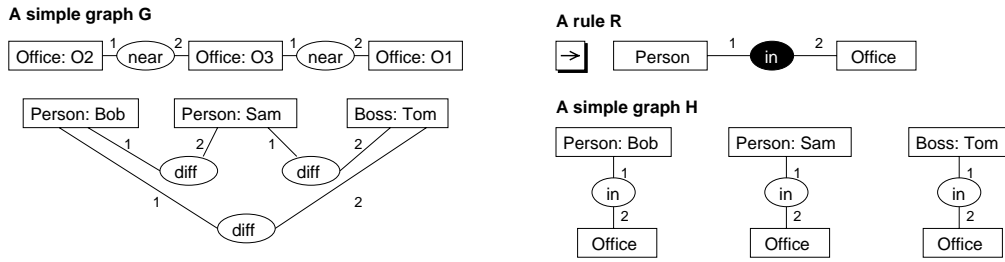 A simple graph G
Office: O2 1 near 2 Office: O3 1 near 2 Office: O1
Person: Bob Person: Sam Boss: Tom
1 2 1 2
diff diff
1 2
diff
A rule R
Person 1 in 2 Office
A simple graph H
Person: Bob Person: Sam Boss: Tom
1 1 1
in in in
2 2 2
Office Office Office